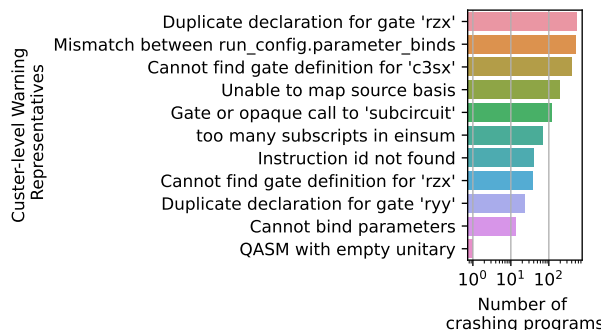 Custer-level Warning
Representatives
Duplicate declaration for gate 'rzx'
Mismatch between run_config.parameter_binds
Cannot find gate definition for 'c3sx'
Unable to map source basis
Gate or opaque call to 'subcircuit'
too many subscripts in einsum
Instruction id not found
Cannot find gate definition for 'rzx'
Duplicate declaration for gate 'ryy'
Cannot bind parameters
QASM with empty unitary
10⁰ 10¹ 10²
Number of
crashing programs